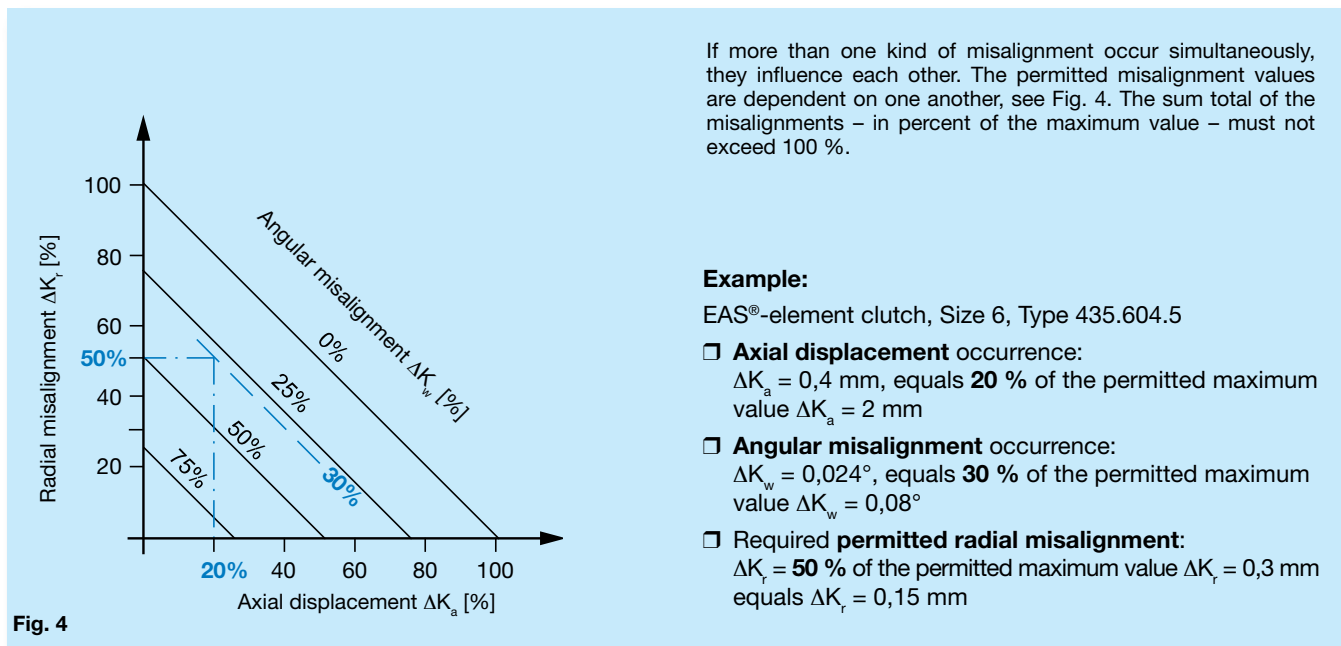 If more than one kind of misalignment occur simultaneously,
they influence each other. The permitted misalignment values
are dependent on one another, see Fig. 4. The sum total of the
misalignments – in percent of the maximum value – must not
exceed 100 %.
100
80
60
50%
40
20
Radial misalignment ΔKᵣ [%]
Angular misalignment ΔK_w [%]
0%
25%
50%
75%
30%
20%
40
60
80
100
Axial displacement ΔKₐ [%]
Fig. 4
Example:
EAS®-element clutch, Size 6, Type 435.604.5
❒ Axial displacement occurrence:
ΔKₐ = 0,4 mm, equals 20 % of the permitted maximum
value ΔKₐ = 2 mm
❒ Angular misalignment occurrence:
ΔK_w = 0,024°, equals 30 % of the permitted maximum
value ΔK_w = 0,08°
❒ Required permitted radial misalignment:
ΔKᵣ = 50 % of the permitted maximum value ΔKᵣ = 0,3 mm
equals ΔKᵣ = 0,15 mm